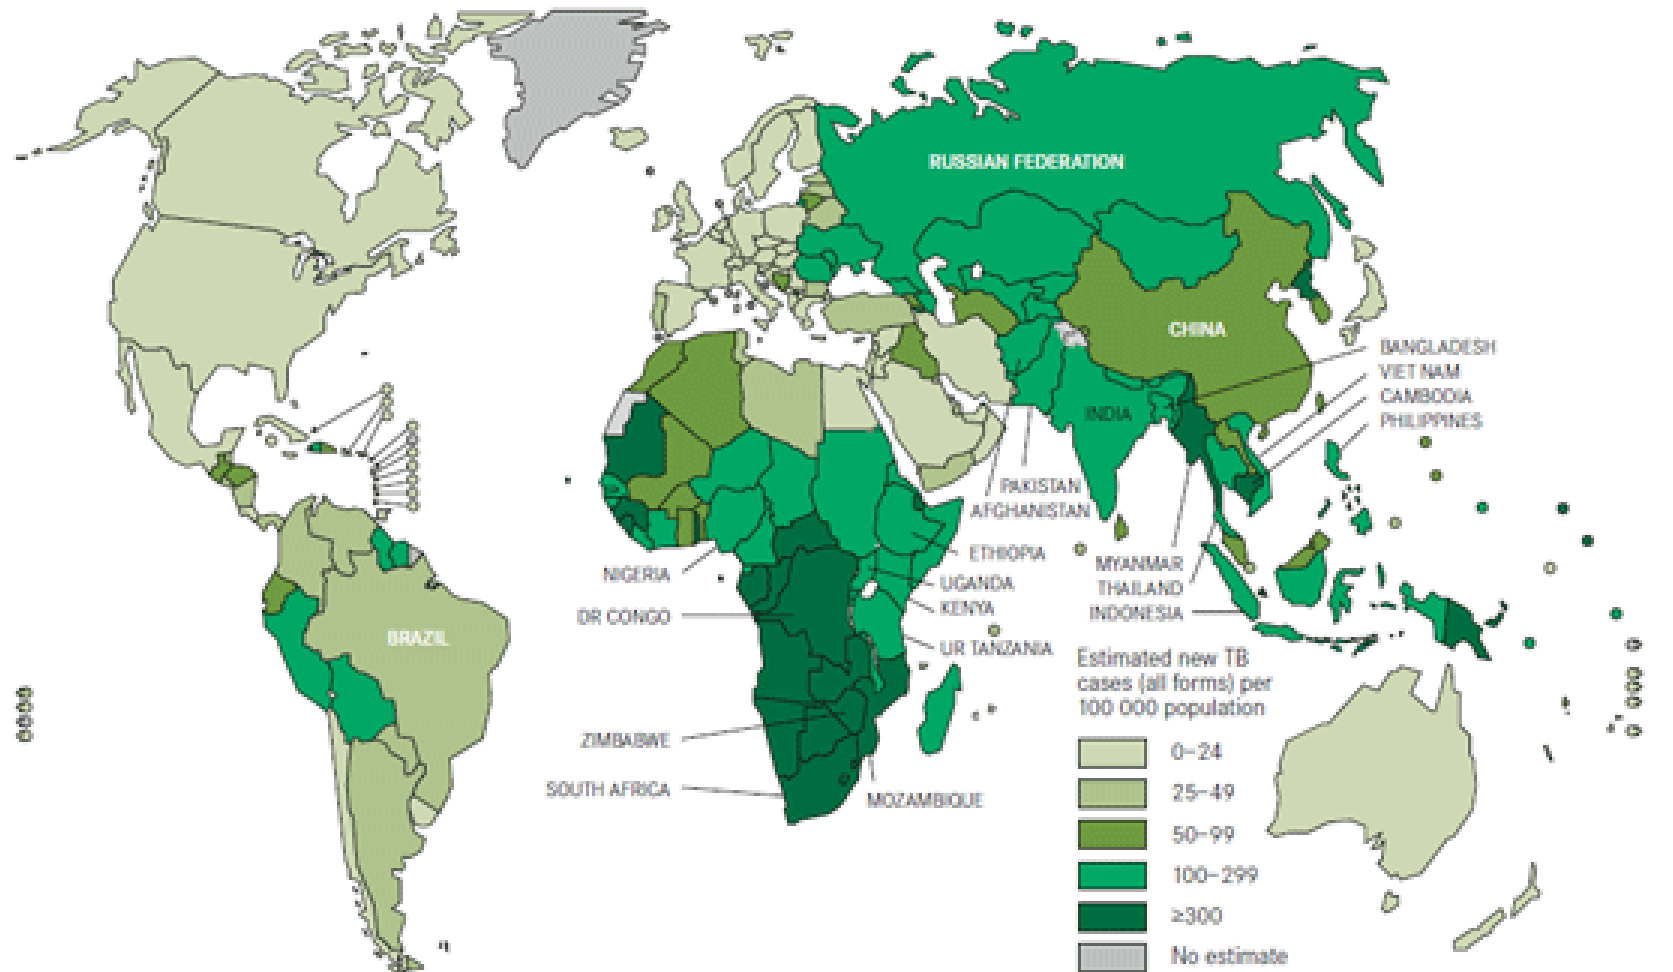 RUSSIAN FEDERATION
CHINA
BANGLADESH
VIET NAM
CAMBODIA
PHILIPPINES
INDIA
PAKISTAN
AFGHANISTAN
ETHIOPIA
NIGERIA
UGANDA
KENYA
DR CONGO
UR TANZANIA
MYANMAR
THAILAND
INDONESIA
BRAZIL
ZIMBABWE
SOUTH AFRICA
MOZAMBIQUE
Estimated new TB
cases (all forms) per
100 000 population
0–24
25–49
50–99
100–299
≥300
No estimate